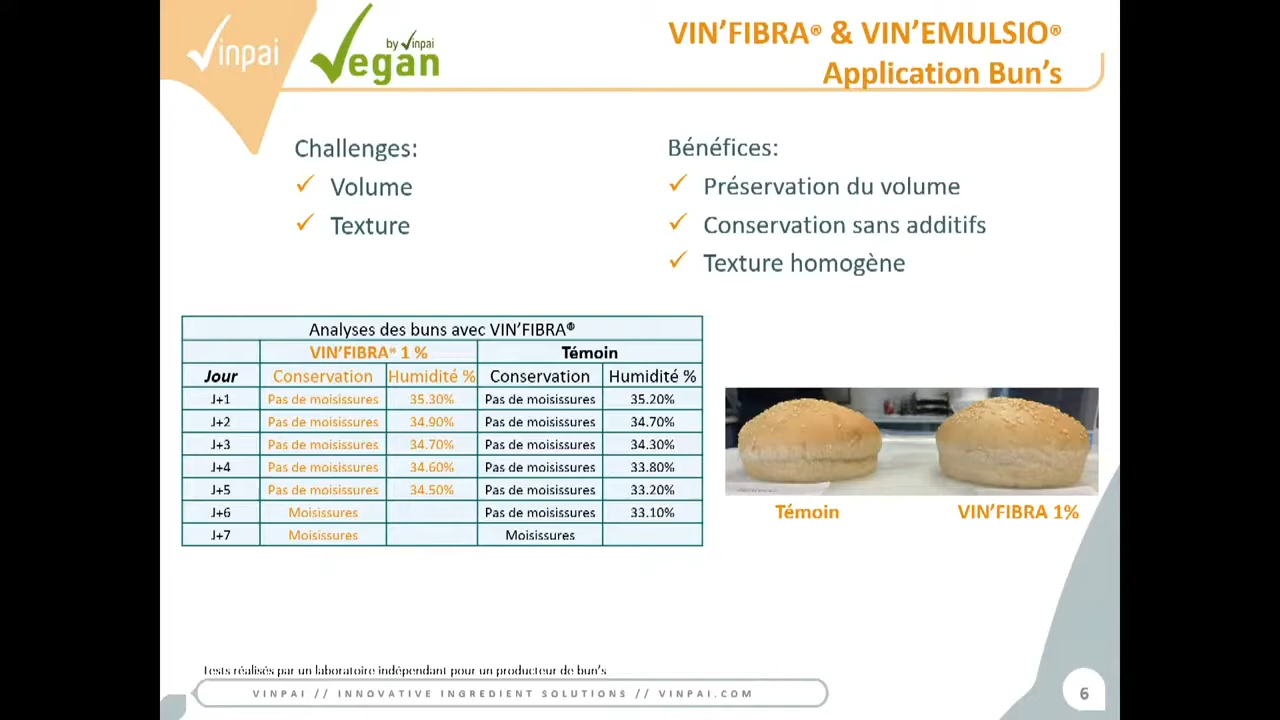 Vinpai
by Vinpai
Vegan
VIN'FIBRA® & VIN'EMULSIO®
Application Bun's
Challenges:
✓ Volume
✓ Texture
Bénéfices:
✓ Préservation du volume
✓ Conservation sans additifs
✓ Texture homogène
Analyses des buns avec VIN'FIBRA®
VIN'FIBRA® 1 % Témoin
Jour Conservation Humidité % Conservation Humidité %
J+1 Pas de moisissures 35.30% Pas de moisissures 35.20%
J+2 Pas de moisissures 34.90% Pas de moisissures 34.70%
J+3 Pas de moisissures 34.70% Pas de moisissures 34.30%
J+4 Pas de moisissures 34.60% Pas de moisissures 33.80%
J+5 Pas de moisissures 34.50% Pas de moisissures 33.20%
J+6 Moisissures Pas de moisissures 33.10%
J+7 Moisissures Moisissures
Témoin VIN'FIBRA 1%
Tests réalisés par un laboratoire indépendant pour un producteur de bun's
VINPAI // INNOVATIVE INGREDIENT SOLUTIONS // VINPAI.COM
6